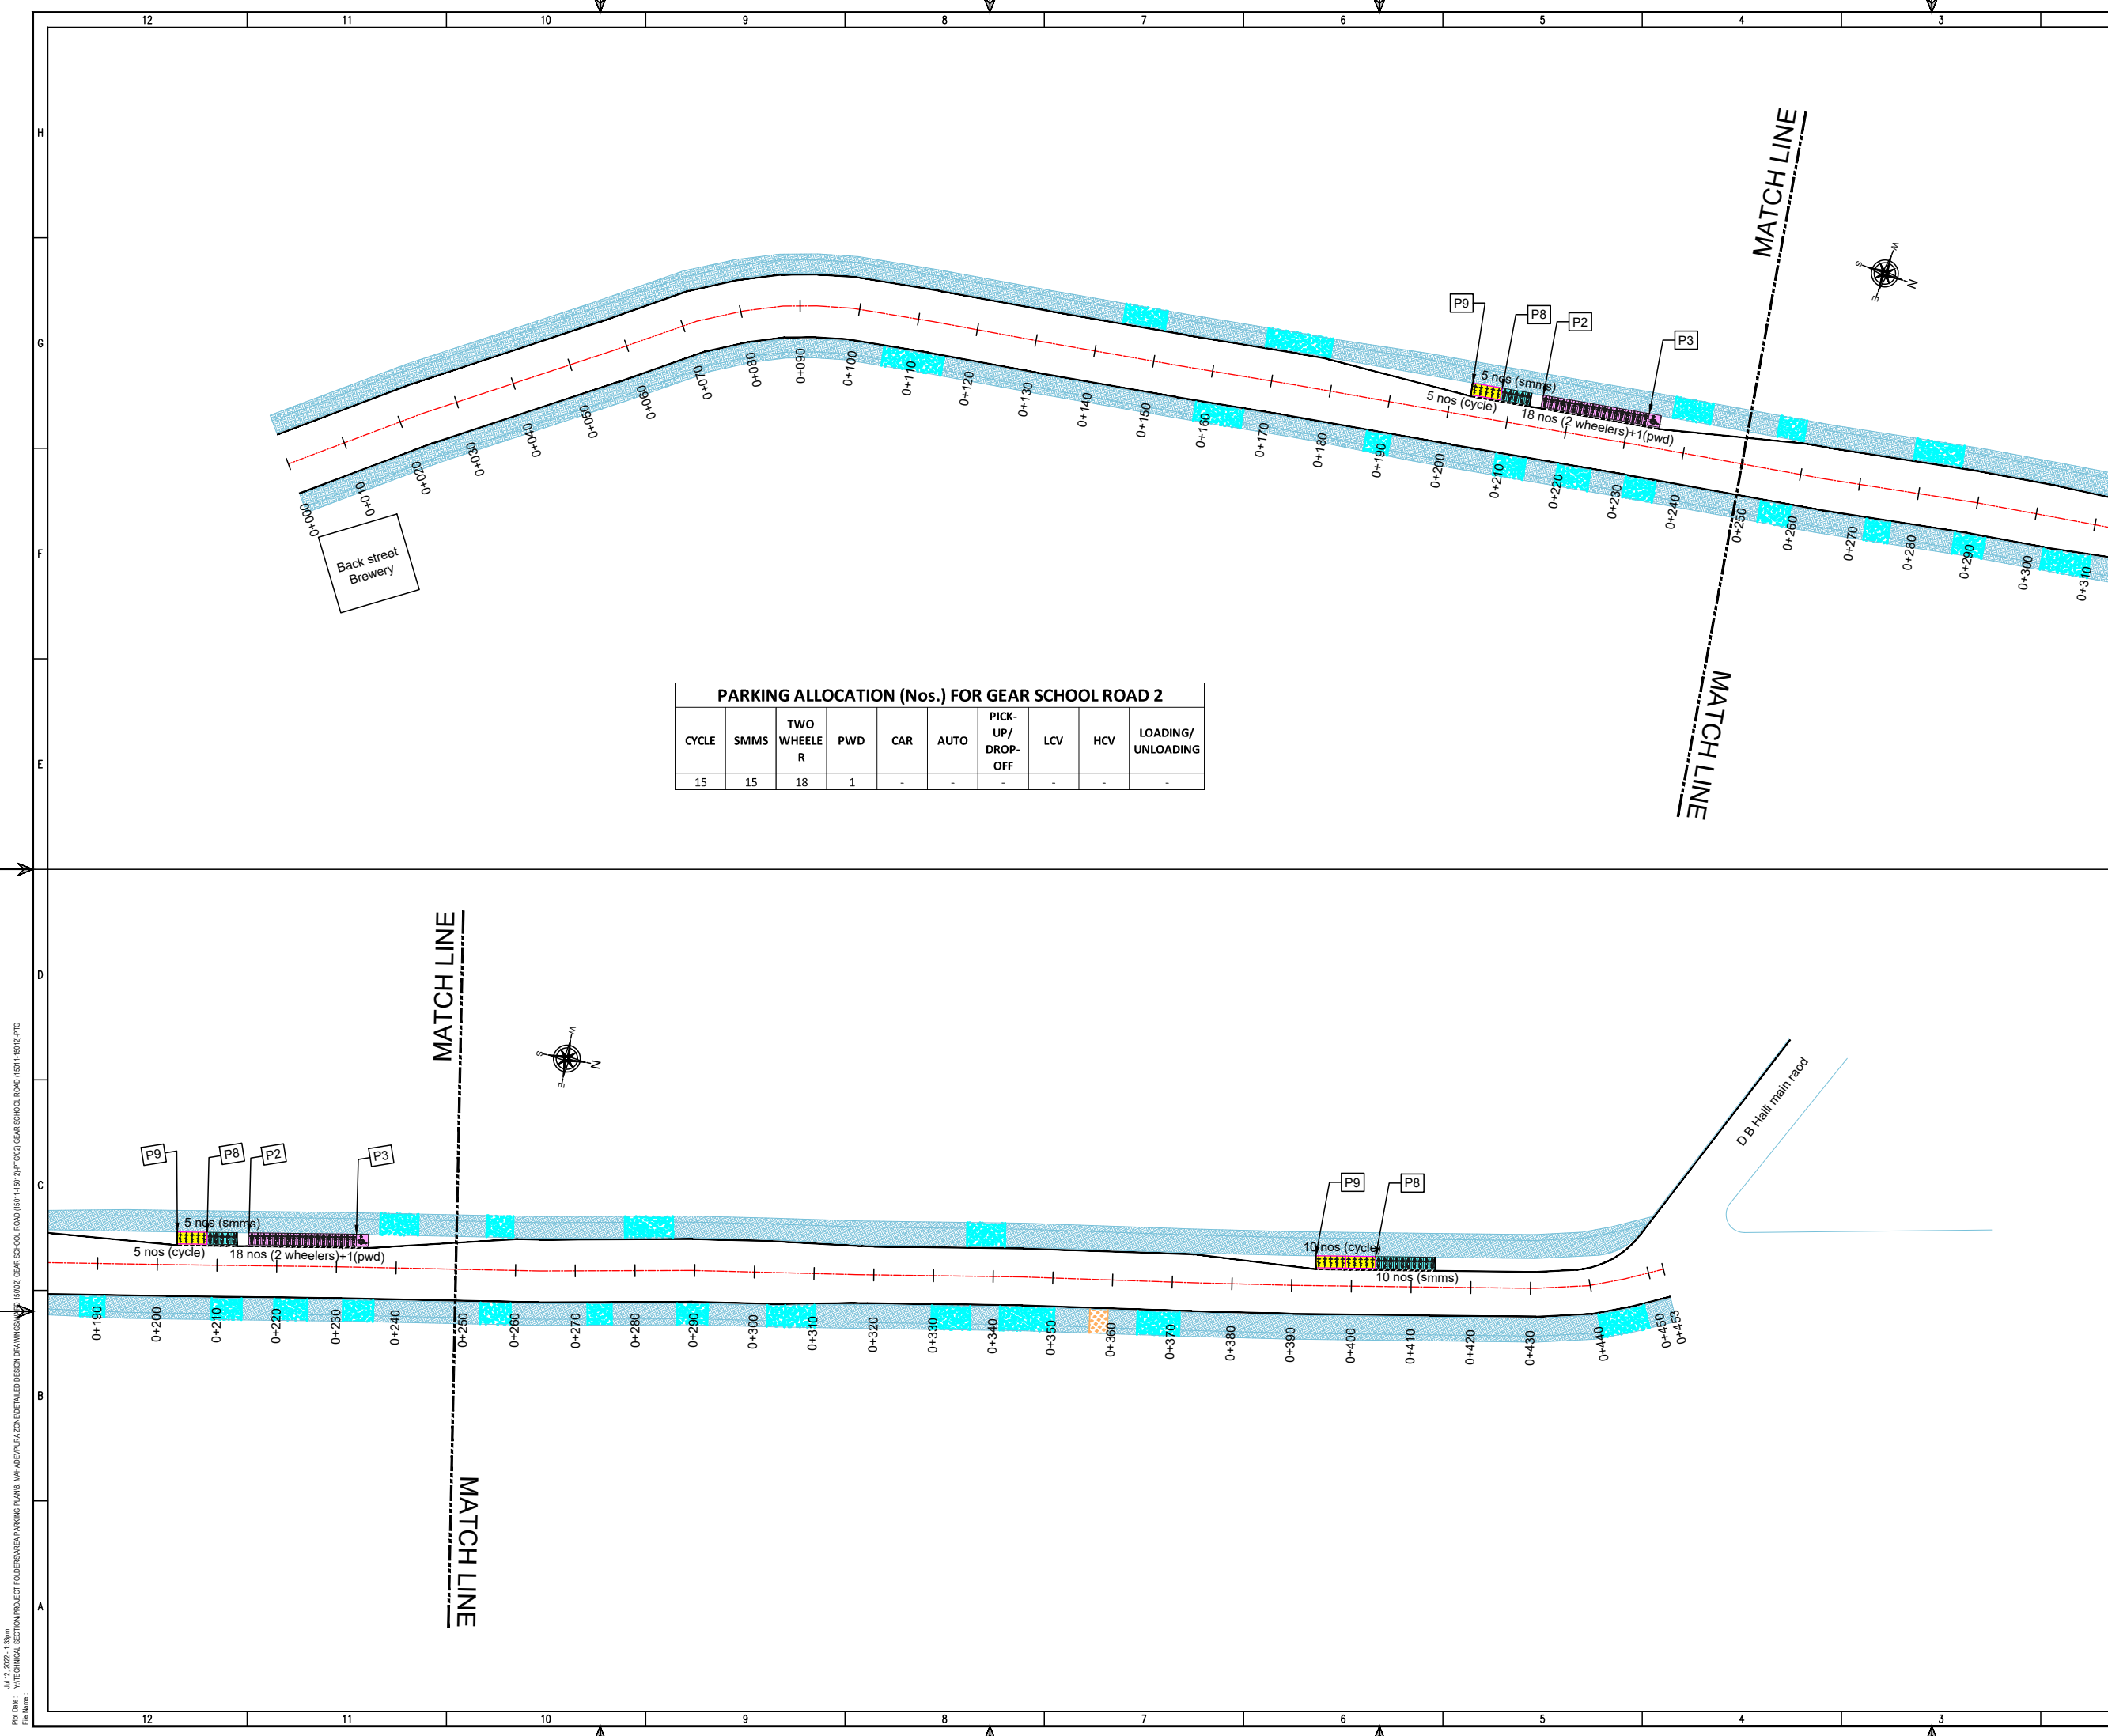 12 11 10 9 8 7 6 5 4 3
H
G
F
E
D
C
B
A
MATCH LINE
W
S
N
E
P9
P8
P2
P3
5 nos (smms)
5 nos (cycle)
18 nos (2 wheelers)+1(pwd)
0+000
0+010
0+020
0+030
0+040
0+050
0+060
0+070
0+080
0+090
0+100
0+110
0+120
0+130
0+140
0+150
0+160
0+170
0+180
0+190
0+200
0+210
0+220
0+230
0+240
0+250
0+260
0+270
0+280
0+290
0+300
0+310
Back street
Brewery
MATCH LINE
PARKING ALLOCATION (Nos.) FOR GEAR SCHOOL ROAD 2
CYCLE SMMS TWO WHEELE R PWD CAR AUTO PICK-UP/ DROP-OFF LCV HCV LOADING/ UNLOADING
15 15 18 1 - - - - - -
MATCH LINE
W
S
N
E
D B Halli main raod
P9
P8
P2
P3
P9
P8
5 nos (smms)
5 nos (cycle)
18 nos (2 wheelers)+1(pwd)
10 nos (cycle)
10 nos (smms)
0+190
0+200
0+210
0+220
0+230
0+240
0+250
0+260
0+270
0+280
0+290
0+300
0+310
0+320
0+330
0+340
0+350
0+360
0+370
0+380
0+390
0+400
0+410
0+420
0+430
0+440
0+450
0+453
MATCH LINE
Plot Date: Jul 12, 2022 - 1:33pm
File Name:
12 11 10 9 8 7 6 5 4 3